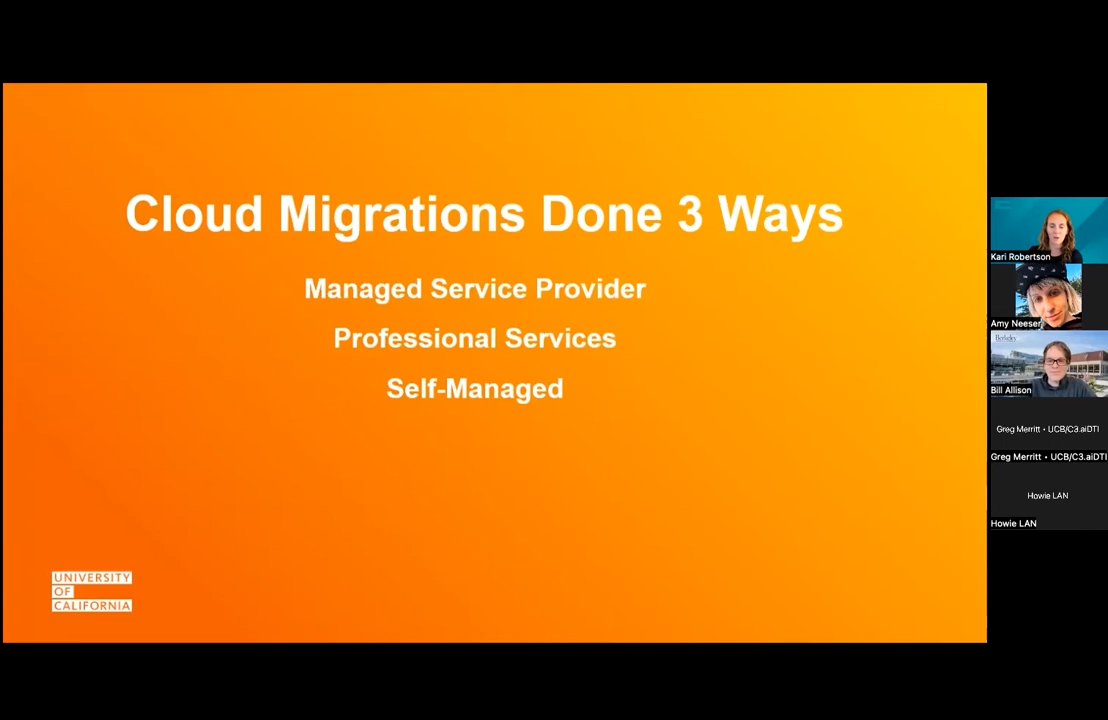 Cloud Migrations Done 3 Ways
Managed Service Provider
Professional Services
Self-Managed
UNIVERSITY
OF
CALIFORNIA
Kari Robertson
Amy Neeser
Berkeley
Bill Allison
Greg Merritt • UCB/C3.aiDTI
Greg Merritt • UCB/C3.aiDTI
Howie LAN
Howie LAN